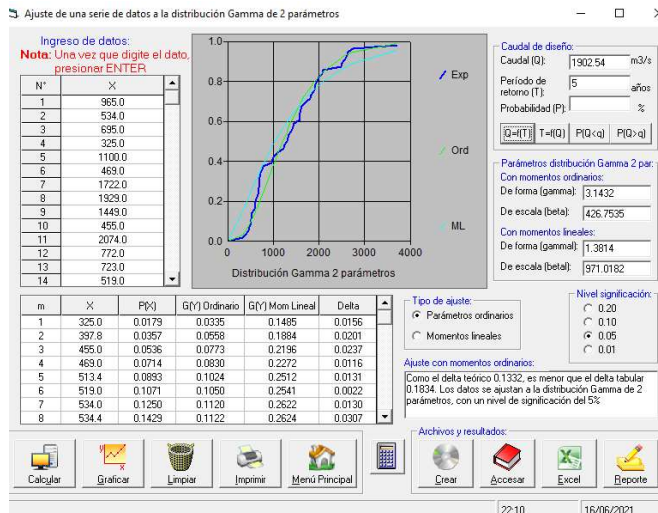 Ajuste de una serie de datos a la distribución Gamma de 2 parámetros
Ingreso de datos:
Nota: Una vez que digite el dato,
presionar ENTER
N° X
1 965.0
2 534.0
3 695.0
4 325.0
5 1100.0
6 469.0
7 1722.0
8 1929.0
9 1449.0
10 455.0
11 2074.0
12 772.0
13 723.0
14 519.0
1.0
0.8
0.6
0.4
0.2
0.0
0 1000 2000 3000 4000
Distribución Gamma 2 parámetros
Exp
Ord
ML
Caudal de diseño:
Caudal (Q): 1902.54 m3/s
Período de
retorno (T): 5 años
Probabilidad (P): %
Q=f(T) T=f(Q) P(Q<q) P(Q>q)
Parámetros distribución Gamma 2 par:
Con momentos ordinarios:
De forma (gamma): 3.1432
De escala (beta): 426.7535
Con momentos lineales:
De forma (gammal): 1.3814
De escala (betal): 971.0182
m X P(X) G(Y) Ordinario G(Y) Mom Lineal Delta
1 325.0 0.0179 0.0335 0.1485 0.0156
2 397.8 0.0357 0.0558 0.1884 0.0201
3 455.0 0.0536 0.0773 0.2196 0.0237
4 469.0 0.0714 0.0830 0.2272 0.0116
5 513.4 0.0893 0.1024 0.2512 0.0131
6 519.0 0.1071 0.1050 0.2541 0.0022
7 534.0 0.1250 0.1120 0.2622 0.0130
8 534.4 0.1429 0.1122 0.2624 0.0307
Tipo de ajuste:
Parámetros ordinarios
Momentos lineales
Nivel significación:
0.20
0.10
0.05
0.01
Ajuste con momentos ordinarios:
Como el delta teórico 0.1332, es menor que el delta tabular
0.1834. Los datos se ajustan a la distribución Gamma de 2
parámetros, con un nivel de significación del 5%
Archivos y resultados:
Calcular Graficar Limpiar Imprimir Menú Principal Crear Accesar Excel Reporte
22:10 16/06/2021